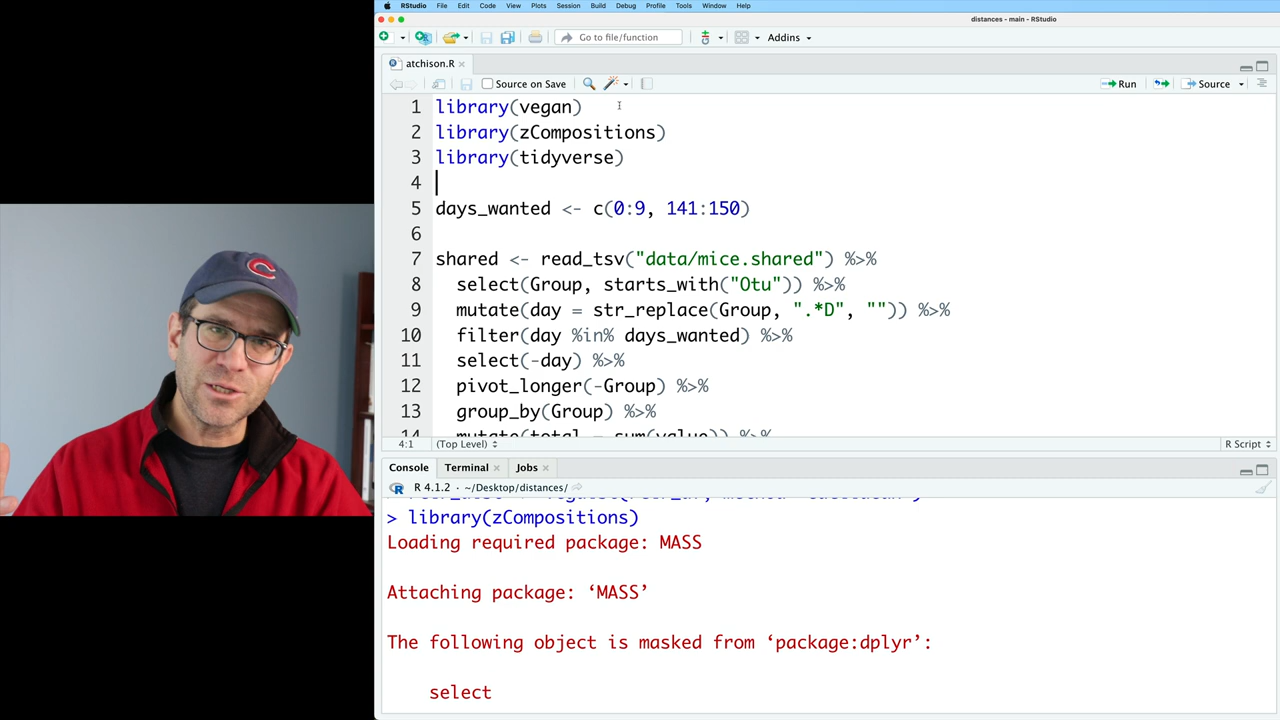 RStudio File Edit Code View Plots Session Build Debug Profile Tools Window Help
distances - main - RStudio
Go to file/function Addins
atchison.R
Source on Save Run Source
1 library(vegan)
2 library(zCompositions)
3 library(tidyverse)
4
5 days_wanted <- c(0:9, 141:150)
6
7 shared <- read_tsv("data/mice.shared") %>%
8 select(Group, starts_with("Otu")) %>%
9 mutate(day = str_replace(Group, ".*D", "")) %>%
10 filter(day %in% days_wanted) %>%
11 select(-day) %>%
12 pivot_longer(-Group) %>%
13 group_by(Group) %>%
14 mutate(total = sum(value)) %>%
4:1 (Top Level) R Script
Console Terminal Jobs
R 4.1.2 · ~/Desktop/distances/
> library(zCompositions)
Loading required package: MASS
Attaching package: ‘MASS’
The following object is masked from ‘package:dplyr’:
select
C